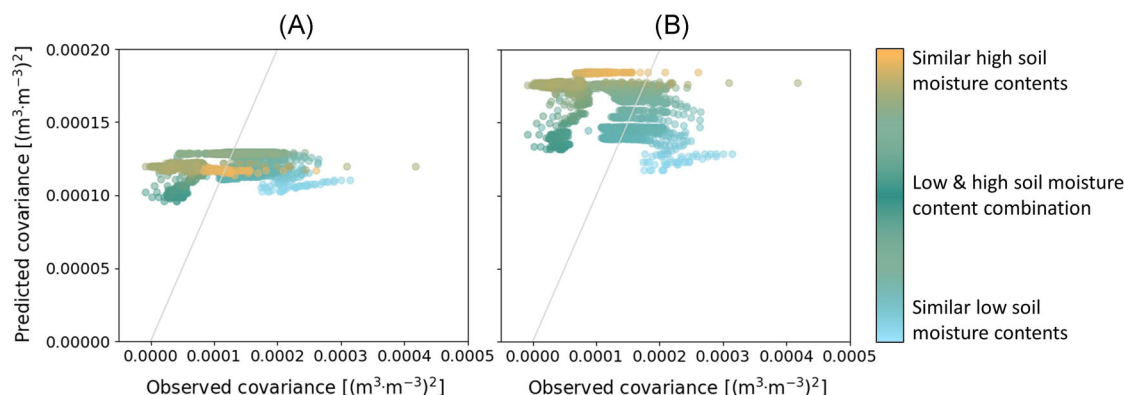 (A)
(B)
Predicted covariance [(m³·m⁻³)²]
0.00020
0.00015
0.00010
0.00005
0.00000
0.0000 0.0001 0.0002 0.0003 0.0004 0.0005
Observed covariance [(m³·m⁻³)²]
0.0000 0.0001 0.0002 0.0003 0.0004 0.0005
Observed covariance [(m³·m⁻³)²]
Similar high soil
moisture contents
Low & high soil moisture
content combination
Similar low soil
moisture contents